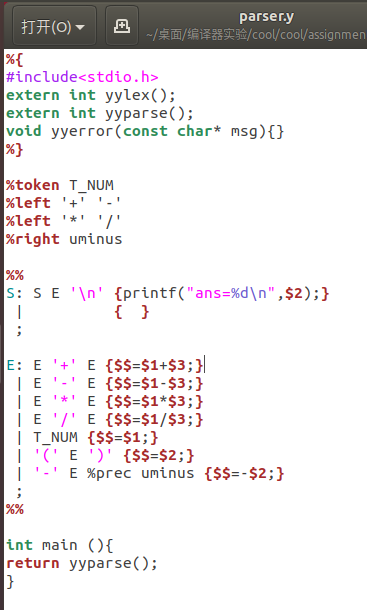 打开(O)
parser.y
~/桌面/编译器实验/cool/cool/assignmen
%{
#include<stdio.h>
extern int yylex();
extern int yyparse();
void yyerror(const char* msg){}
%}
%token T_NUM
%left '+' '-'
%left '*' '/'
%right uminus
%%
S: S E '\n' {printf("ans=%d\n",$2);}
 |          {  }
 ;
E: E '+' E {$$=$1+$3;}
 | E '-' E {$$=$1-$3;}
 | E '*' E {$$=$1*$3;}
 | E '/' E {$$=$1/$3;}
 | T_NUM {$$=$1;}
 | '(' E ')' {$$=$2;}
 | '-' E %prec uminus {$$=-$2;}
 ;
%%
int main (){
return yyparse();
}